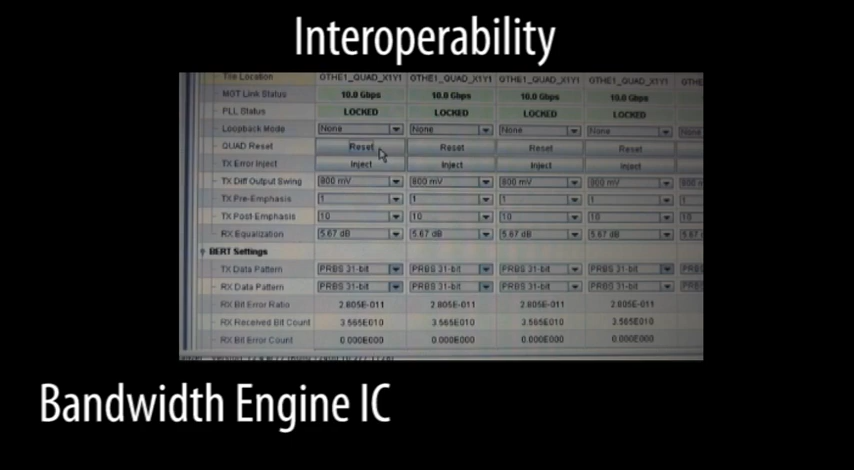 Interoperability
Tile Location GTHE1_QUAD_X1Y1 GTHE1_QUAD_X1Y1 GTHE1_QUAD_X1Y1 GTHE1_QUAD_X1Y1
MGT Link Status 10.0 Gbps 10.0 Gbps 10.0 Gbps 10.0 Gbps
PLL Status LOCKED LOCKED LOCKED LOCKED
Loopback Mode None None None None None
QUAD Reset Reset Reset Reset Reset
TX Error Inject Inject Inject Inject Inject
TX Diff Output Swing 800 mV 800 mV 800 mV 800 mV
TX Pre-Emphasis 1 1 1 1 1
TX Post-Emphasis 10 10 10 10 10
RX Equalization 5.67 dB 5.67 dB 5.67 dB 5.67 dB 5.67
BERT Settings
TX Data Pattern PRBS 31-bit PRBS 31-bit PRBS 31-bit PRBS 31-bit PRBS
RX Data Pattern PRBS 31-bit PRBS 31-bit PRBS 31-bit PRBS 31-bit PRBS
RX Bit Error Ratio 2.805E-011 2.805E-011 2.805E-011 2.805E-011
RX Received Bit Count 3.565E010 3.565E010 3.565E010 3.565E010
RX Bit Error Count 0.000E000 0.000E000 0.000E000 0.000E000
Bandwidth Engine IC